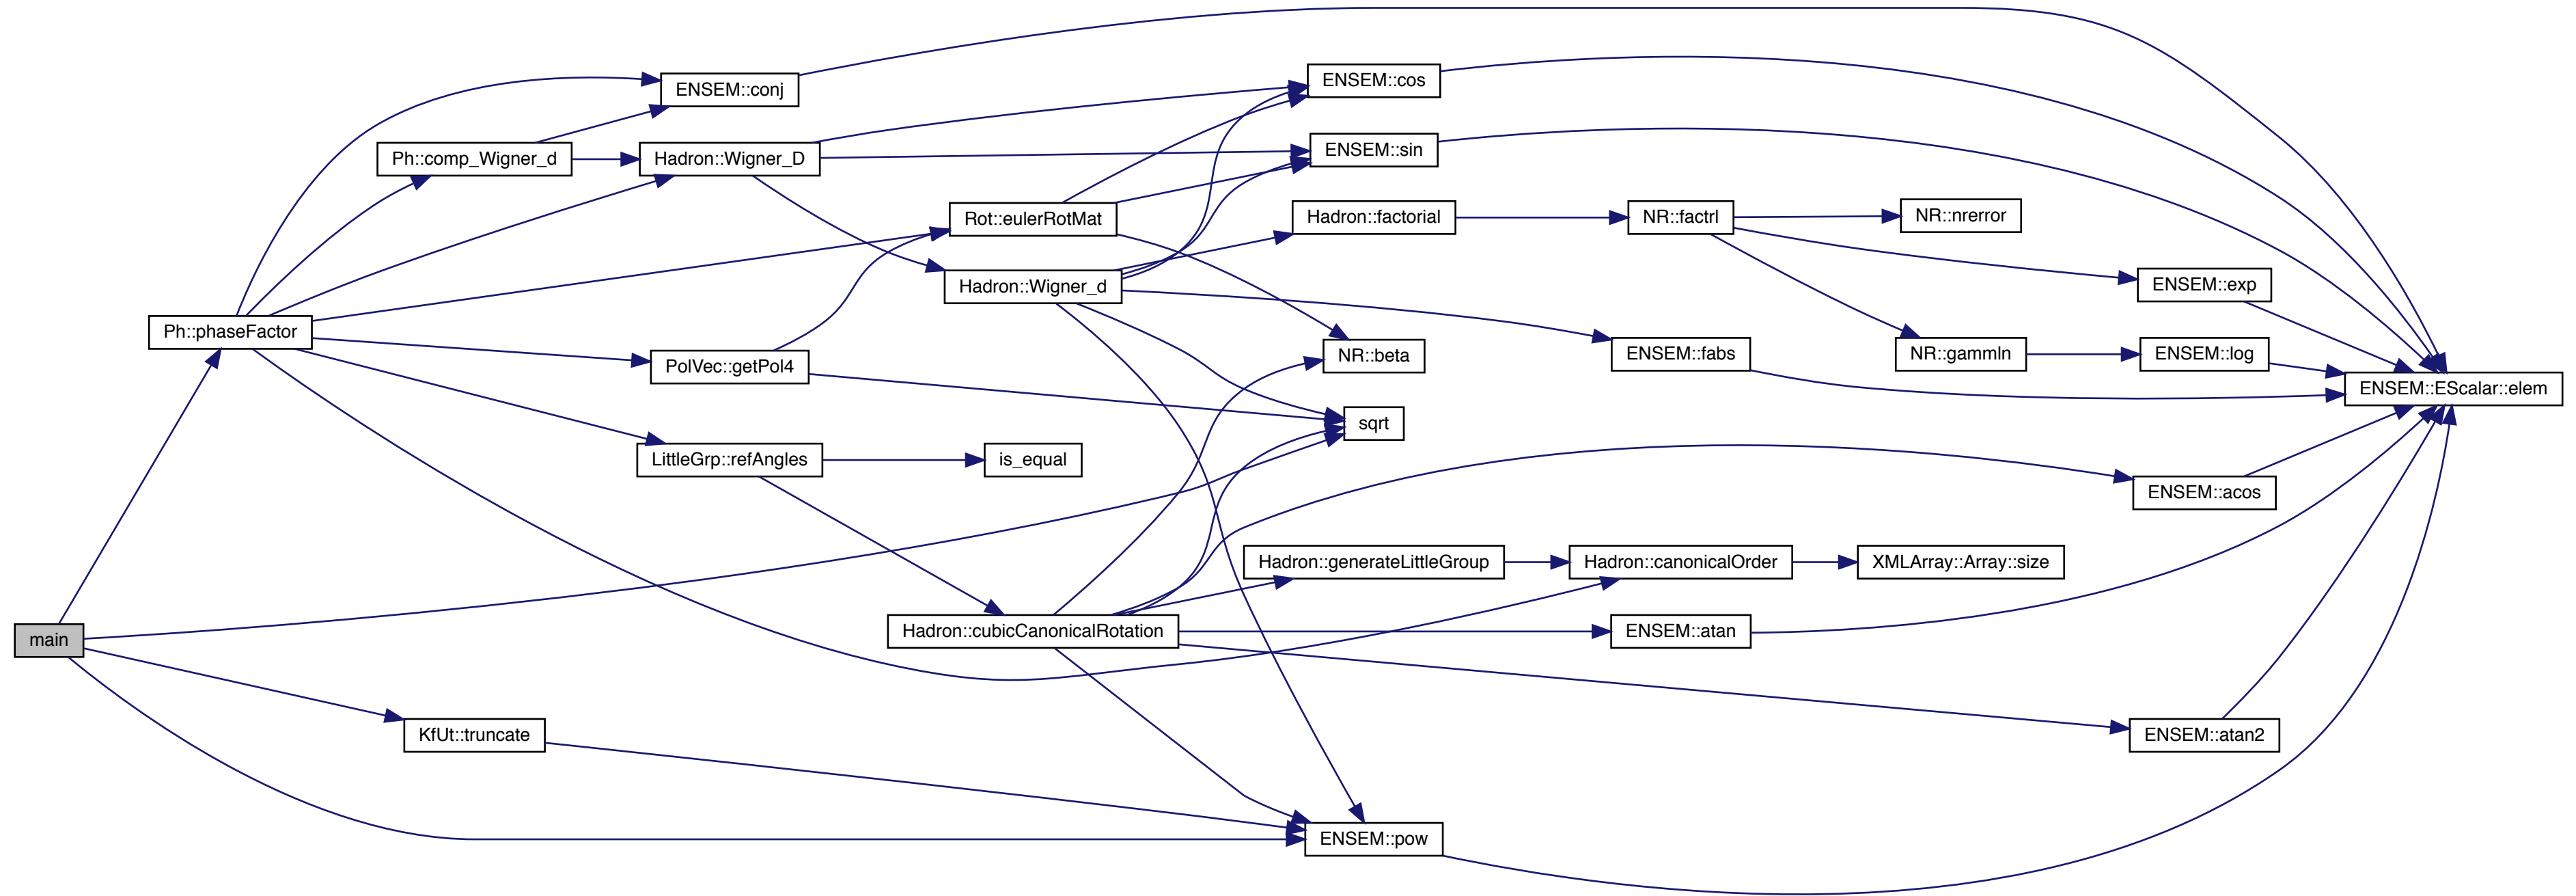 ENSEM::conj
ENSEM::cos
Ph::comp_Wigner_d
Hadron::Wigner_D
ENSEM::sin
Rot::eulerRotMat
Hadron::factorial
NR::factrl
NR::nrerror
Hadron::Wigner_d
ENSEM::exp
Ph::phaseFactor
PolVec::getPol4
NR::beta
ENSEM::fabs
NR::gammln
ENSEM::log
ENSEM::EScalar::elem
sqrt
LittleGrp::refAngles
is_equal
ENSEM::acos
Hadron::generateLittleGroup
Hadron::canonicalOrder
XMLArray::Array::size
main
Hadron::cubicCanonicalRotation
ENSEM::atan
KfUt::truncate
ENSEM::atan2
ENSEM::pow